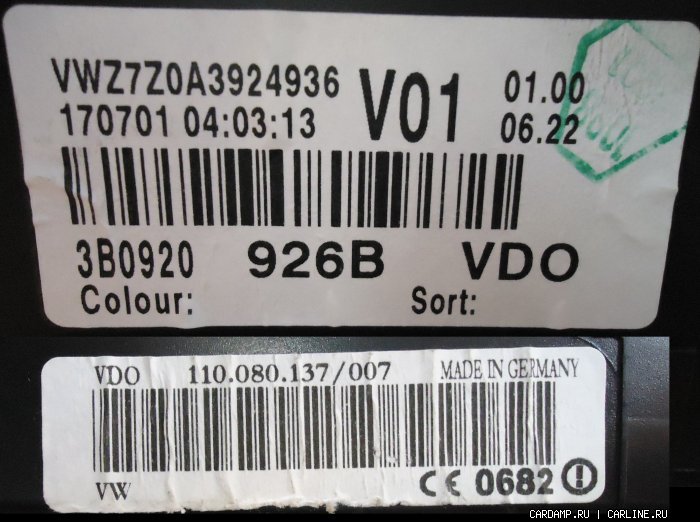 VWZ7Z0A3924936 V01 01.00
170701 04:03:13 06.22
3B0920 926B VDO
Colour: Sort:
VDO 110.080.137/007 MADE IN GERMANY
VW CE 0682
CARDAMP.RU | CARLINE.RU